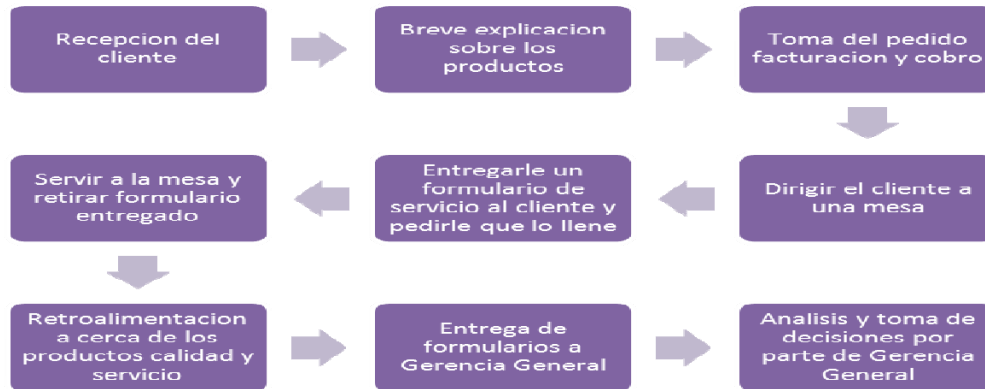 Recepcion del
cliente
Breve explicacion
sobre los
productos
Toma del pedido
facturacion y cobro
Dirigir el cliente a
una mesa
Entregarle un
formulario de
servicio al cliente y
pedirle que lo llene
Servir a la mesa y
retirar formulario
entregado
Retroalimentacion
a cerca de los
productos calidad y
servicio
Entrega de
formularios a
Gerencia General
Analisis y toma de
decisiones por
parte de Gerencia
General